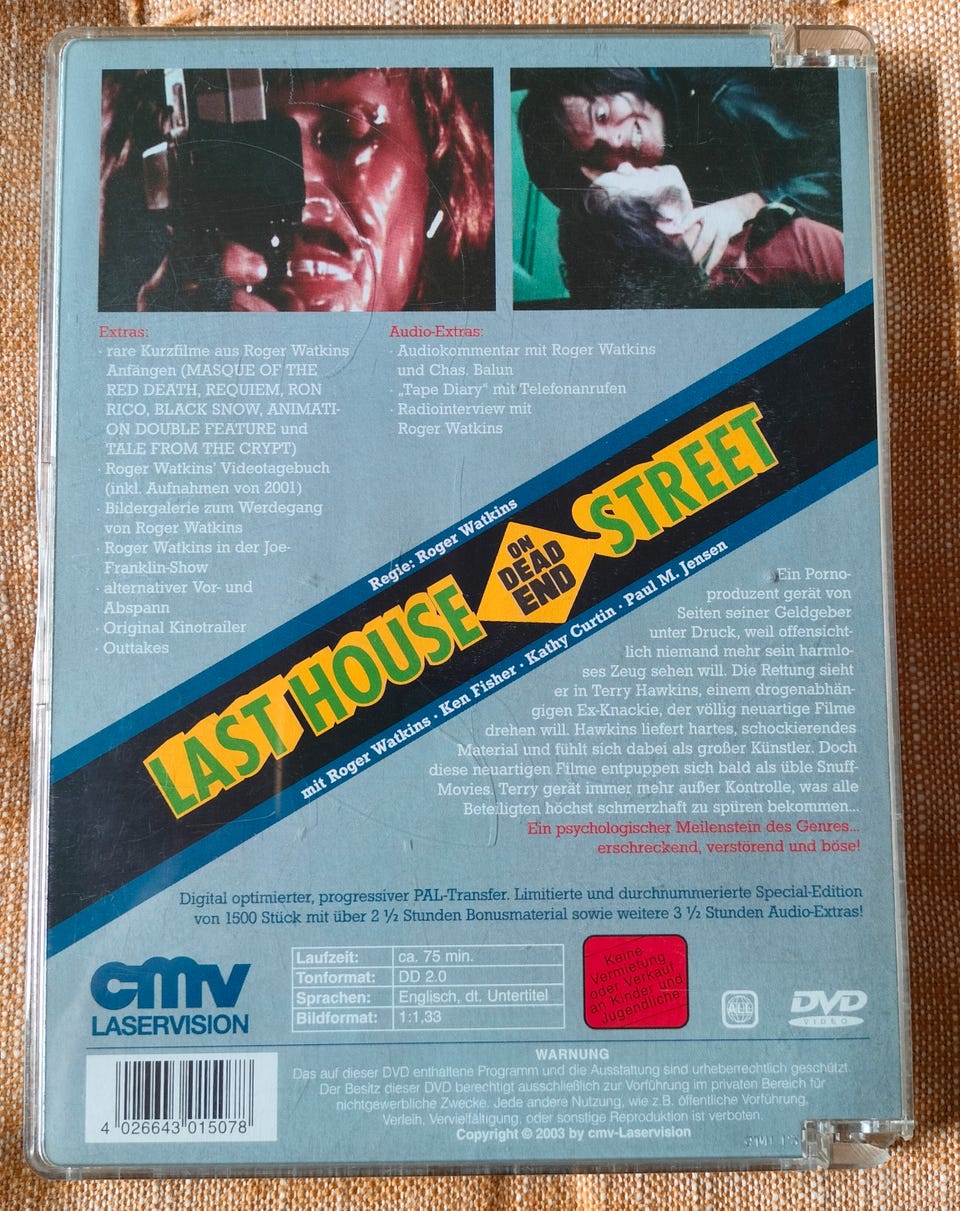 Extras:
· rare Kurzfilme aus Roger Watkins
Anfängen (MASQUE OF THE
RED DEATH, REQUIEM, RON
RICO, BLACK SNOW, ANIMATI-
ON DOUBLE FEATURE und
TALE FROM THE CRYPT)
· Roger Watkins' Videotagebuch
(inkl. Aufnahmen von 2001)
· Bildergalerie zum Werdegang
von Roger Watkins
· Roger Watkins in der Joe-
Franklin-Show
· alternativer Vor- und
Abspann
· Original Kinotrailer
· Outtakes
Audio-Extras:
· Audiokommentar mit Roger Watkins
und Chas. Balun
· „Tape Diary“ mit Telefonanrufen
· Radiointerview mit
Roger Watkins
Regie: Roger Watkins
LAST HOUSE
ON
DEAD
END
STREET
mit Roger Watkins · Ken Fisher · Kathy Curtin · Paul M. Jensen
Ein Porno-
produzent gerät von
Seiten seiner Geldgeber
unter Druck, weil offensicht-
lich niemand mehr sein harmlo-
ses Zeug sehen will. Die Rettung sieht
er in Terry Hawkins, einem drogenabhän-
gigen Ex-Knackie, der völlig neuartige Filme
drehen will. Hawkins liefert hartes, schockierendes
Material und fühlt sich dabei als großer Künstler. Doch
diese neuartigen Filme entpuppen sich bald als üble Snuff-
Movies. Terry gerät immer mehr außer Kontrolle, was alle
Beteiligten höchst schmerzhaft zu spüren bekommen...
Ein psychologischer Meilenstein des Genres...
erschreckend, verstörend und böse!
Digital optimierter, progressiver PAL-Transfer. Limitierte und durchnummerierte Special-Edition
von 1500 Stück mit über 2 ½ Stunden Bonusmaterial sowie weitere 3 ½ Stunden Audio-Extras!
cmv
LASERVISION
Laufzeit: ca. 75 min.
Tonformat: DD 2.0
Sprachen: Englisch, dt. Untertitel
Bildformat: 1:1,33
Keine
Vermietung
oder Verkauf
an Kinder und
Jugendliche
ALL
DVD
VIDEO
4 026643 015078
WARNUNG
Das auf dieser DVD enthaltene Programm und die Ausstattung sind urheberrechtlich geschützt.
Der Besitz dieser DVD berechtigt ausschließlich zur Vorführung im privaten Bereich für
nichtgewerbliche Zwecke. Jede andere Nutzung, wie z.B. öffentliche Vorführung,
Verleih, Vervielfältigung, oder sonstige Reproduktion ist verboten.
Copyright © 2003 by cmv-Laservision